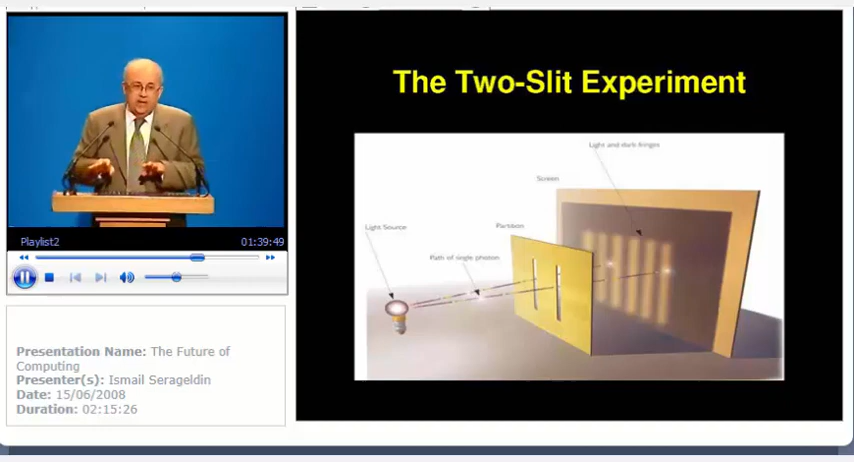 Playlist2
01:39:49
Presentation Name: The Future of
Computing
Presenter(s): Ismail Serageldin
Date: 15/06/2008
Duration: 02:15:26
The Two-Slit Experiment
Light and dark fringes
Screen
Partition
Light Source
Path of single photon